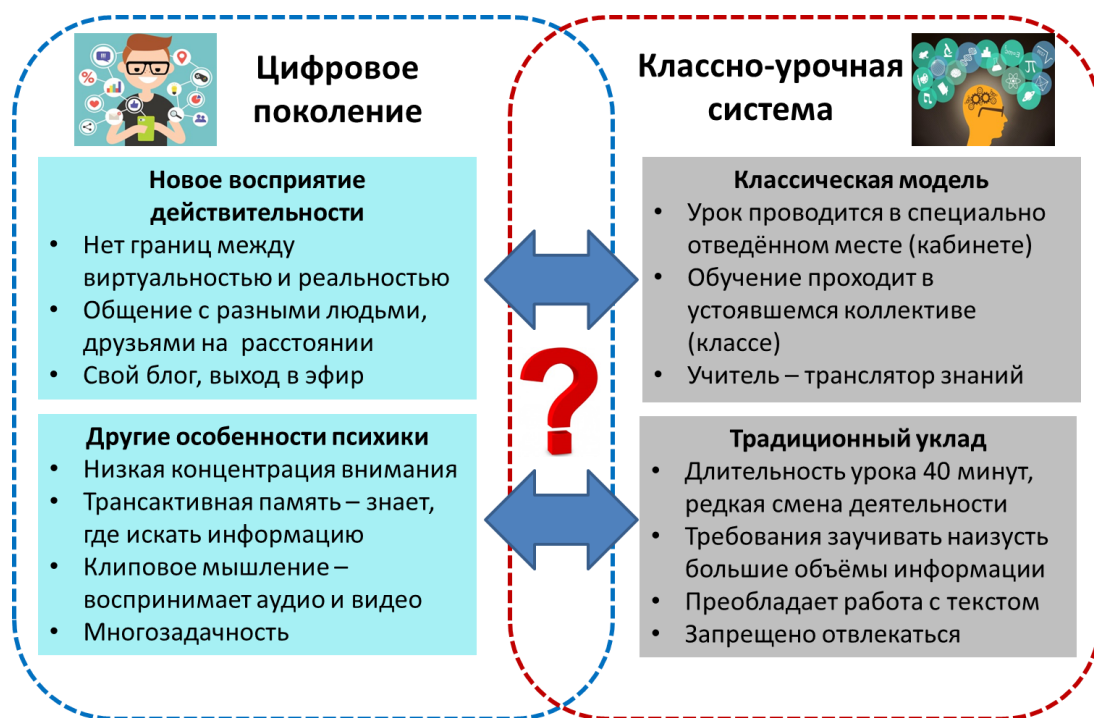 Цифровое
поколение
Новое восприятие
действительности
• Нет границ между
виртуальностью и реальностью
• Общение с разными людьми,
друзьями на расстоянии
• Свой блог, выход в эфир
Другие особенности психики
• Низкая концентрация внимания
• Трансактивная память – знает,
где искать информацию
• Клиповое мышление –
воспринимает аудио и видео
• Многозадачность
?
Классно-урочная
система
Классическая модель
• Урок проводится в специально
отведённом месте (кабинете)
• Обучение проходит в
устоявшемся коллективе
(классе)
• Учитель – транслятор знаний
Традиционный уклад
• Длительность урока 40 минут,
редкая смена деятельности
• Требования заучивать наизусть
большие объёмы информации
• Преобладает работа с текстом
• Запрещено отвлекаться